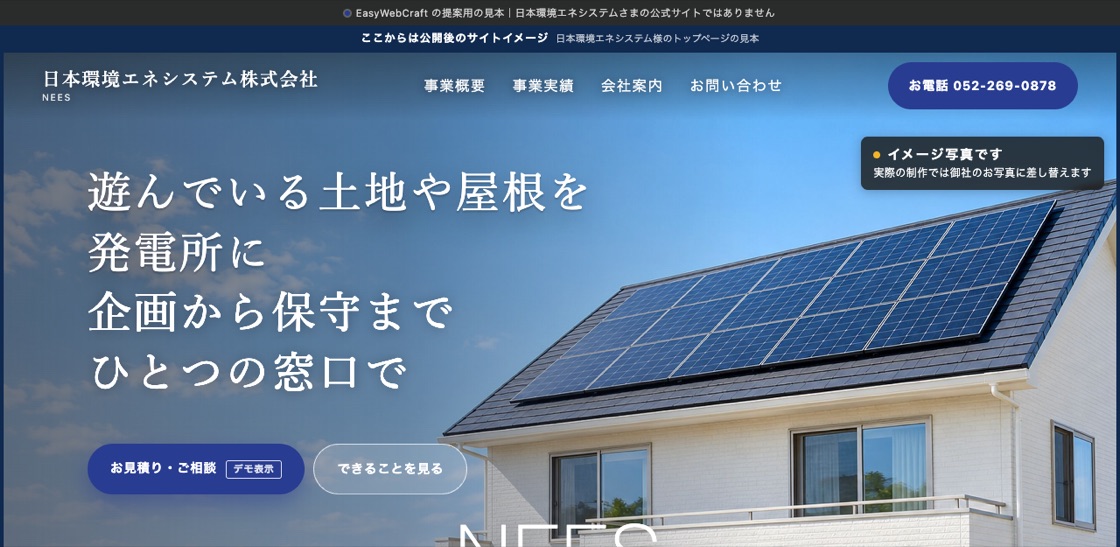 EasyWebCraft の提案用の見本｜日本環境エネシステムさまの公式サイトではありません
ここからは公開後のサイトイメージ 日本環境エネシステム様のトップページの見本
日本環境エネシステム株式会社
NEES
事業概要 事業実績 会社案内 お問い合わせ
お電話 052-269-0878
イメージ写真です
実際の制作では御社のお写真に差し替えます
遊んでいる土地や屋根を
発電所に
企画から保守まで
ひとつの窓口で
お見積り・ご相談 デモ表示
できることを見る
NEES